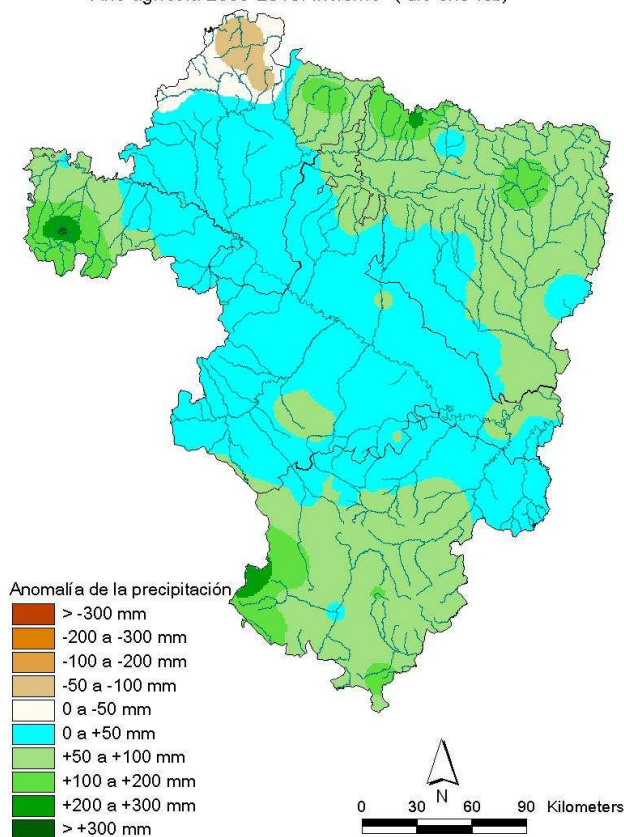 Anomalía de la precipitación
> -300 mm
-200 a -300 mm
-100 a -200 mm
-50 a -100 mm
0 a -50 mm
0 a +50 mm
+50 a +100 mm
+100 a +200 mm
+200 a +300 mm
> +300 mm
N
0 30 60 90 Kilometers